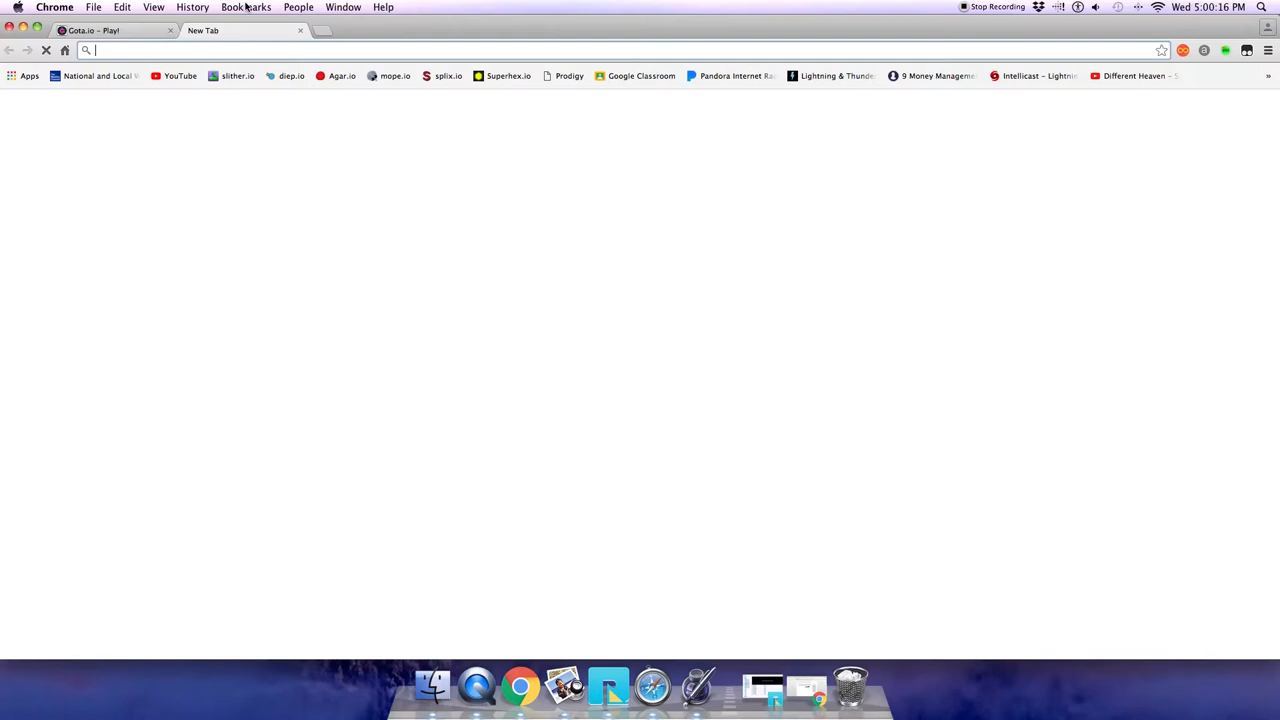 Chrome File Edit View History Bookmarks People Window Help Stop Recording Wed 5:00:16 PM
Gota.io - Play! New Tab
Apps National and Local W YouTube slither.io diep.io Agar.io mope.io splix.io Superhex.io Prodigy Google Classroom Pandora Internet Ra Lightning & Thunde 9 Money Manageme Intellicast - Lightnin Different Heaven - S »